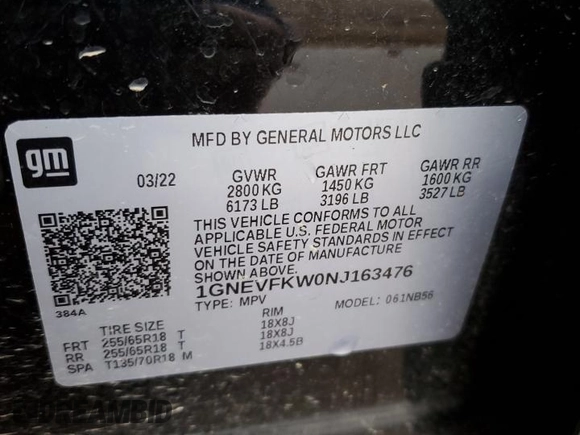 gm
MFD BY GENERAL MOTORS LLC
03/22 GVWR GAWR FRT GAWR RR
2800 KG 1450 KG 1600 KG
6173 LB 3196 LB 3527 LB
THIS VEHICLE CONFORMS TO ALL
APPLICABLE U.S. FEDERAL MOTOR
VEHICLE SAFETY STANDARDS IN EFFECT
ON THE DATE OF MANUFACTURE
SHOWN ABOVE.
1GNEVFKW0NJ163476
384A TYPE: MPV MODEL: 061NB56
TIRE SIZE RIM
FRT 255/65R18 T 18X8J
RR 255/65R18 T 18X8J
SPA T135/70R18 M 18X4.5B
DREAMBID